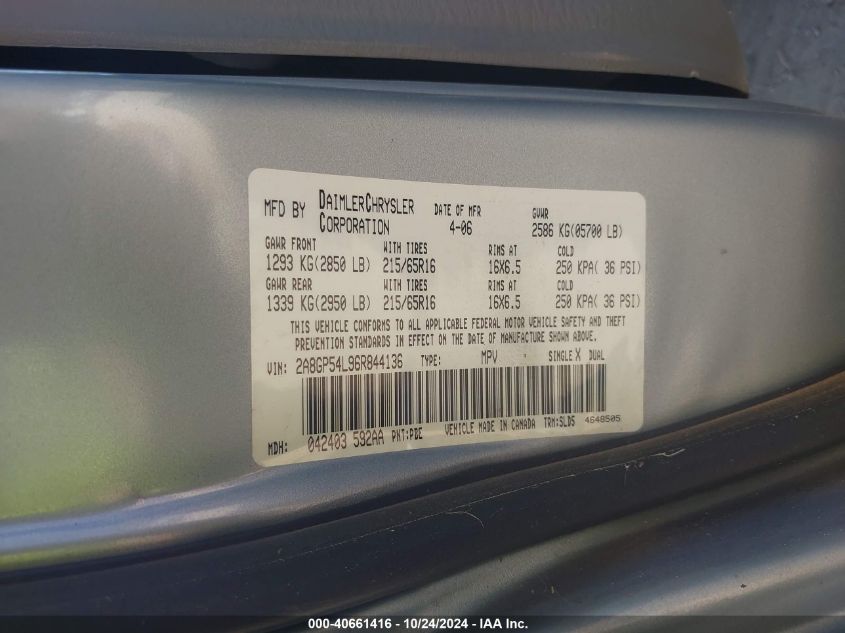 MFD BY DAIMLERCHRYSLER CORPORATION DATE OF MFR 4-06 GVWR 2586 KG(05700 LB)
GAWR FRONT WITH TIRES RIMS AT COLD
1293 KG(2850 LB) 215/65R16 16X6.5 250 KPA( 36 PSI)
GAWR REAR WITH TIRES RIMS AT COLD
1339 KG(2950 LB) 215/65R16 16X6.5 250 KPA( 36 PSI)
THIS VEHICLE CONFORMS TO ALL APPLICABLE FEDERAL MOTOR VEHICLE SAFETY AND THEFT
PREVENTION STANDARDS IN EFFECT ON THE DATE OF MANUFACTURE SHOWN ABOVE.
VIN: 2A8GP54L96R844136 TYPE: MPV SINGLE X DUAL
MDH: 042403 592AA PNT:PDE VEHICLE MADE IN CANADA TRM:SLDS 4648505
000-40661416 - 10/24/2024 - IAA Inc.